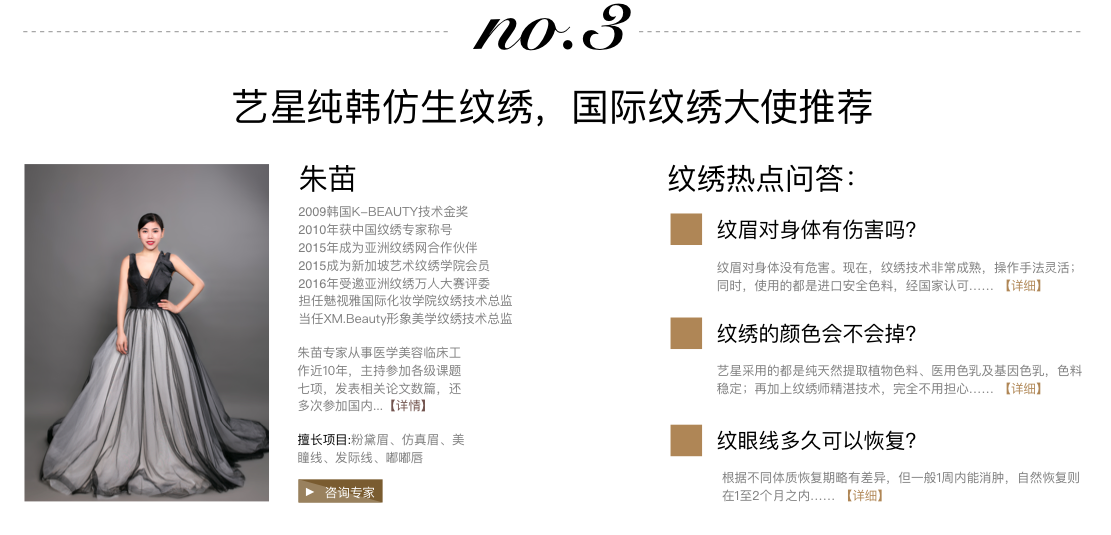 no.3
艺星纯韩仿生纹绣，国际纹绣大使推荐
朱苗
2009韩国K-BEAUTY技术金奖
2010年获中国纹绣专家称号
2015年成为亚洲纹绣网合作伙伴
2015成为新加坡艺术纹绣学院会员
2016年受邀亚洲纹绣万人大赛评委
担任魅视雅国际化妆学院纹绣技术总监
当任XM.Beauty形象美学纹绣技术总监
朱苗专家从事医学美容临床工
作近10年，主持参加各级课题
七项，发表相关论文数篇，还
多次参加国内...【详情】
擅长项目:粉黛眉、仿真眉、美
瞳线、发际线、嘟嘟唇
咨询专家
纹绣热点问答：
纹眉对身体有伤害吗？
纹眉对身体没有危害。现在，纹绣技术非常成熟，操作手法灵活；
同时，使用的都是进口安全色料，经国家认可……【详细】
纹绣的颜色会不会掉？
艺星采用的都是纯天然提取植物色料、医用色乳及基因色乳，色料
稳定；再加上纹绣师精湛技术，完全不用担心……【详细】
纹眼线多久可以恢复？
根据不同体质恢复期略有差异，但一般1周内能消肿，自然恢复则
在1至2个月之内……【详细】